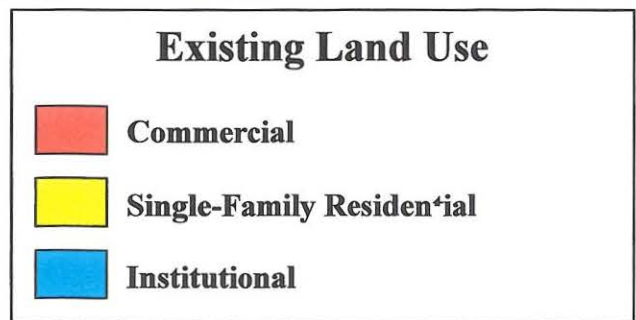 Existing Land Use
Commercial
Single-Family Residential
Institutional